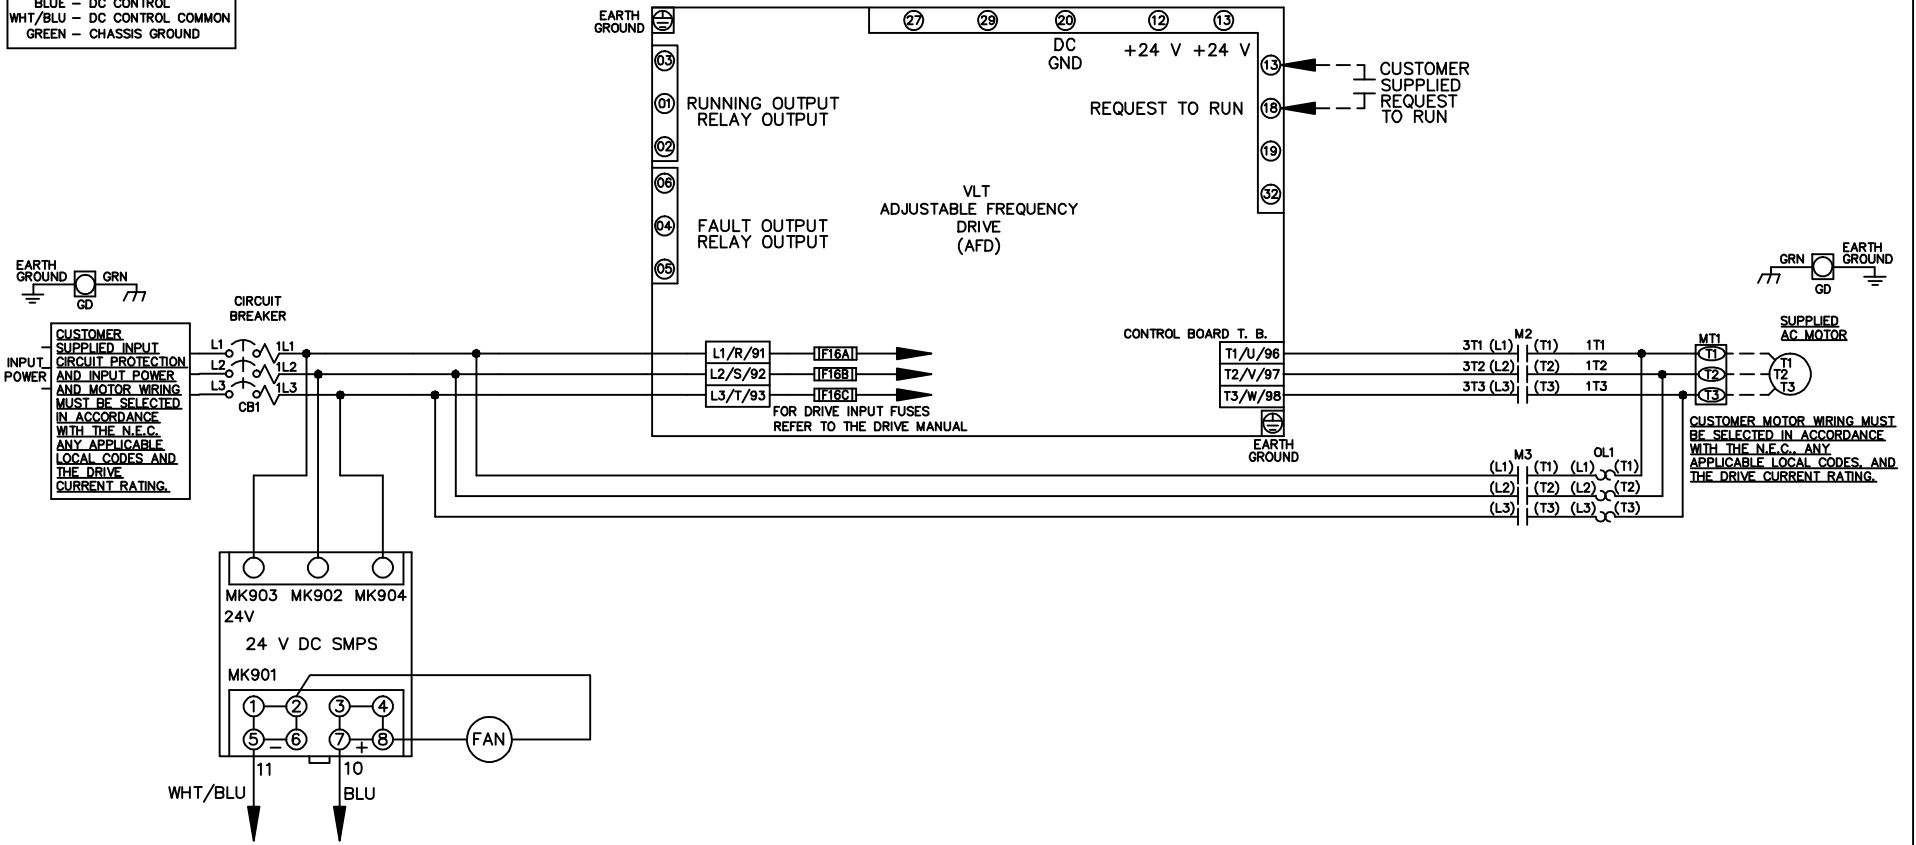 BLUE – DC CONTROL
WHT/BLU – DC CONTROL COMMON
GREEN – CHASSIS GROUND
EARTH
GROUND
27 29 20 12 13
DC
GND
+24 V +24 V
03
01
02
RUNNING OUTPUT
RELAY OUTPUT
06
04
05
FAULT OUTPUT
RELAY OUTPUT
13
18
19
32
REQUEST TO RUN
CUSTOMER
SUPPLIED
REQUEST
TO RUN
VLT
ADJUSTABLE FREQUENCY
DRIVE
(AFD)
EARTH
GROUND
GRN
GD
INPUT
POWER
CUSTOMER
SUPPLIED INPUT
CIRCUIT PROTECTION
AND INPUT POWER
AND MOTOR WIRING
MUST BE SELECTED
IN ACCORDANCE
WITH THE N.E.C.
ANY APPLICABLE
LOCAL CODES AND
THE DRIVE
CURRENT RATING.
CIRCUIT
BREAKER
L1 1L1
L2 1L2
L3 1L3
CB1
L1/R/91 F16A
L2/S/92 F16B
L3/T/93 F16C
FOR DRIVE INPUT FUSES
REFER TO THE DRIVE MANUAL
CONTROL BOARD T. B.
T1/U/96
T2/V/97
T3/W/98
EARTH
GROUND
M2
3T1 (L1) (T1) 1T1
3T2 (L2) (T2) 1T2
3T3 (L3) (T3) 1T3
MT1
T1
T2
T3
GRN
EARTH
GROUND
GD
SUPPLIED
AC MOTOR
T1
T2
T3
CUSTOMER MOTOR WIRING MUST
BE SELECTED IN ACCORDANCE
WITH THE N.E.C., ANY
APPLICABLE LOCAL CODES, AND
THE DRIVE CURRENT RATING.
M3 OL1
(L1) (T1) (L1) (T1)
(L2) (T2) (L2) (T2)
(L3) (T3) (L3) (T3)
MK903 MK902 MK904
24V
24 V DC SMPS
MK901
1 2 3 4
5 – 6 7 + 8
FAN
11 10
WHT/BLU BLU